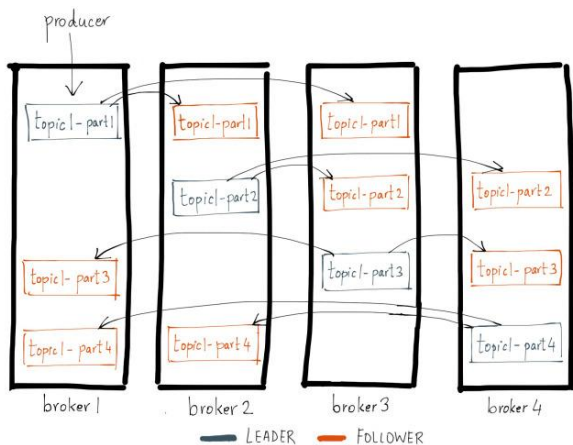 producer
topic1-part1
topic1-part1
topic1-part1
topic1-part2
topic1-part2
topic1-part2
topic1-part3
topic1-part3
topic1-part3
topic1-part4
topic1-part4
topic1-part4
broker 1
broker 2
broker 3
broker 4
LEADER
FOLLOWER